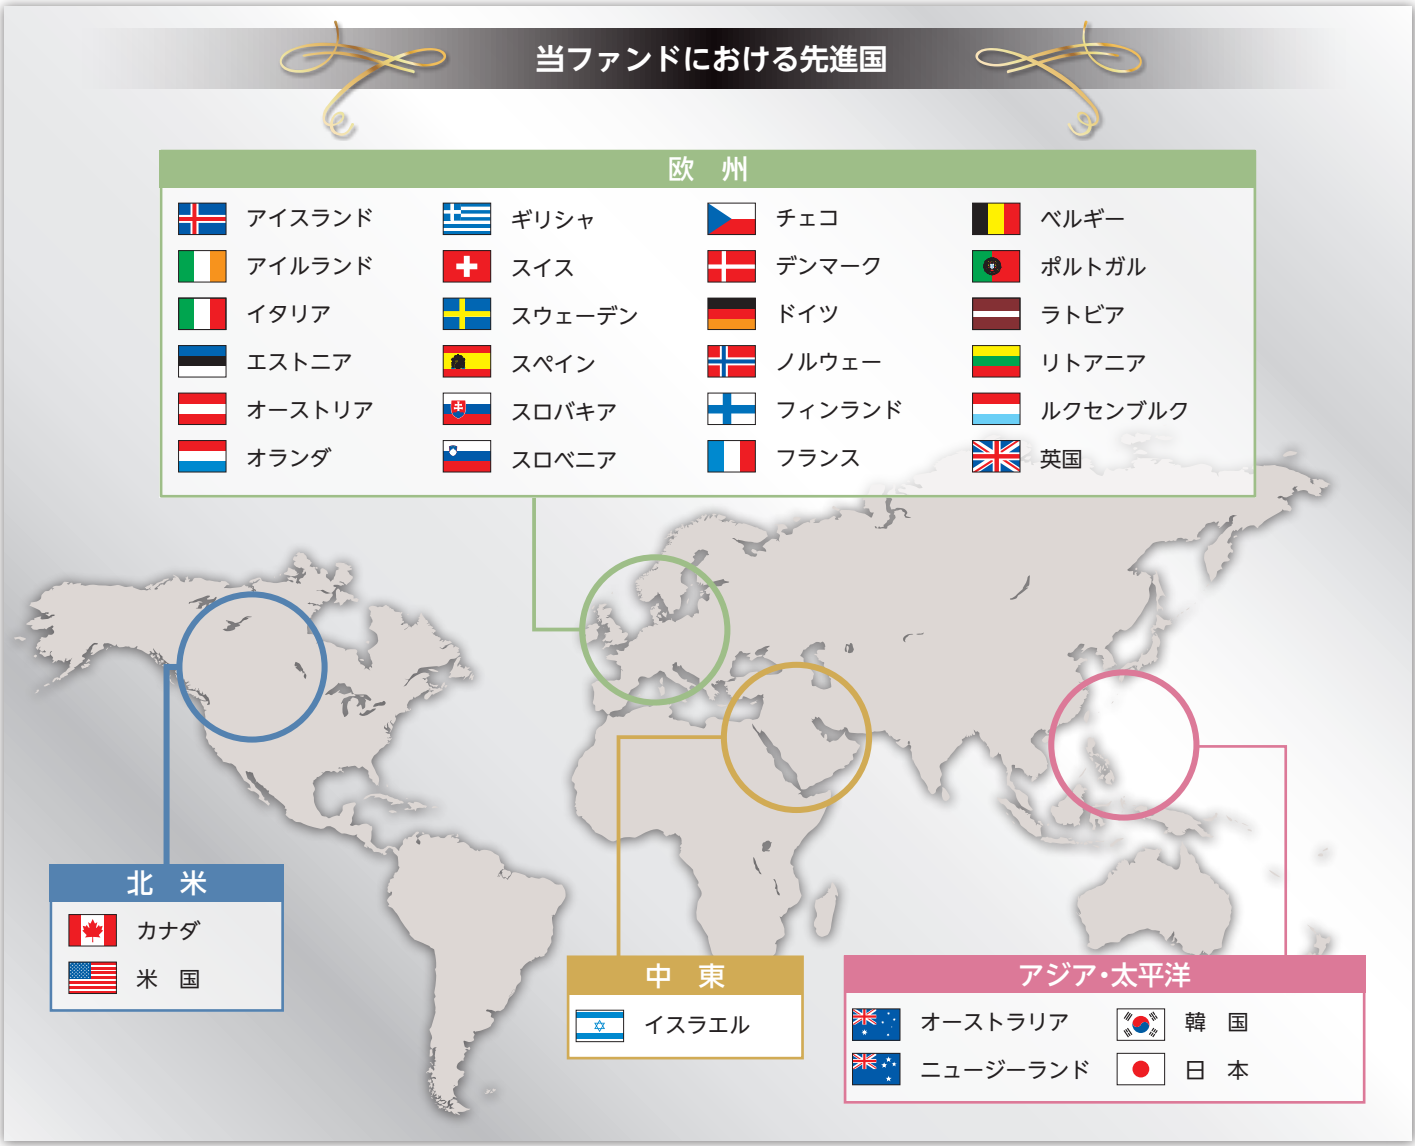 当ファンドにおける先進国
欧 州
アイスランド ギリシャ チェコ ベルギー
アイルランド スイス デンマーク ポルトガル
イタリア スウェーデン ドイツ ラトビア
エストニア スペイン ノルウェー リトアニア
オーストリア スロバキア フィンランド ルクセンブルク
オランダ スロベニア フランス 英国
北 米
カナダ
米 国
中 東
イスラエル
アジア・太平洋
オーストラリア 韓 国
ニュージーランド 日 本